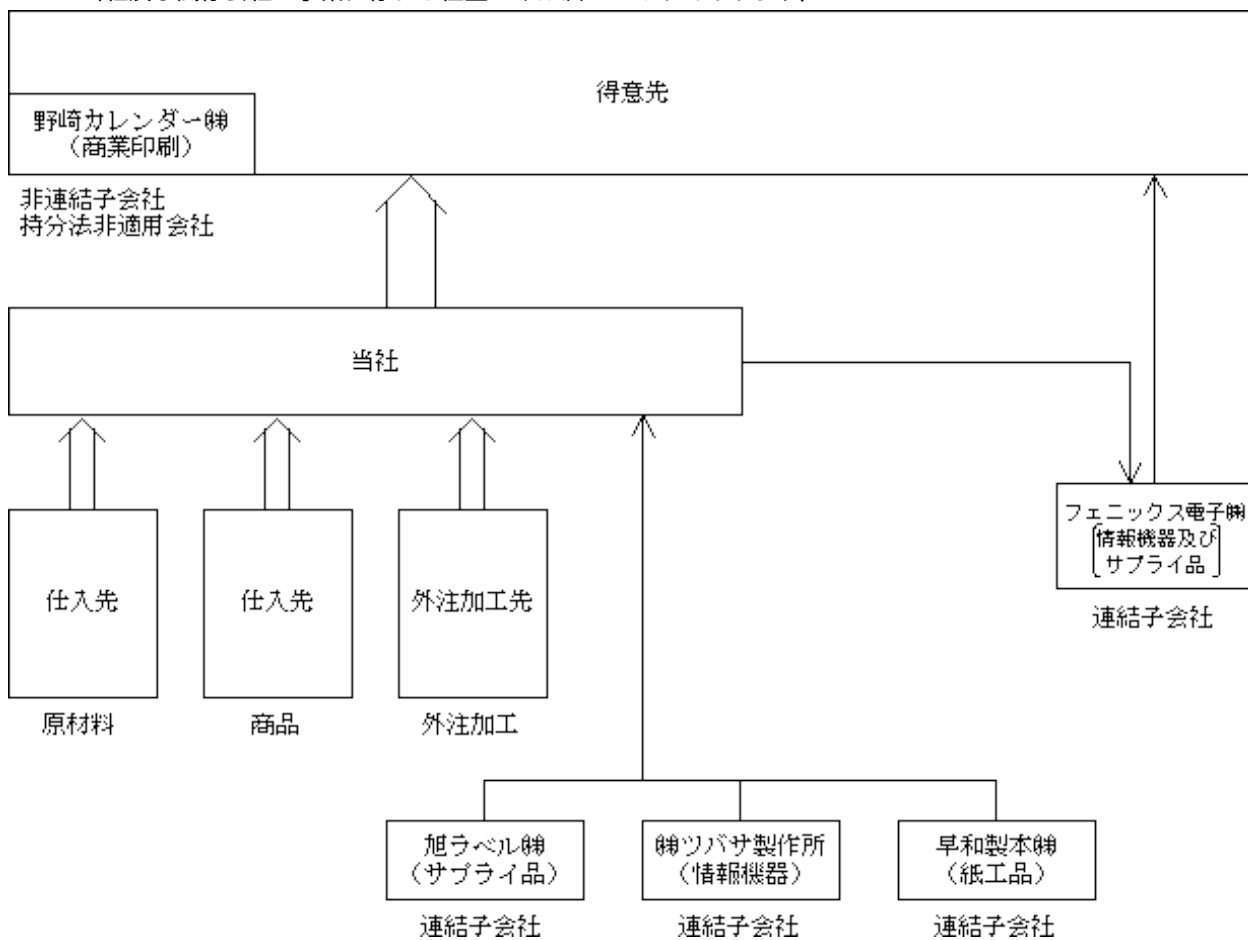 得意先
野崎カレンダー㈱
（商業印刷）
非連結子会社
持分法非適用会社
当社
フェニックス電子㈱
情報機器及び
サプライ品
連結子会社
仕入先
仕入先
外注加工先
原材料
商品
外注加工
旭ラベル㈱
（サプライ品）
㈱ツバサ製作所
（情報機器）
早和製本㈱
（紙工品）
連結子会社
連結子会社
連結子会社